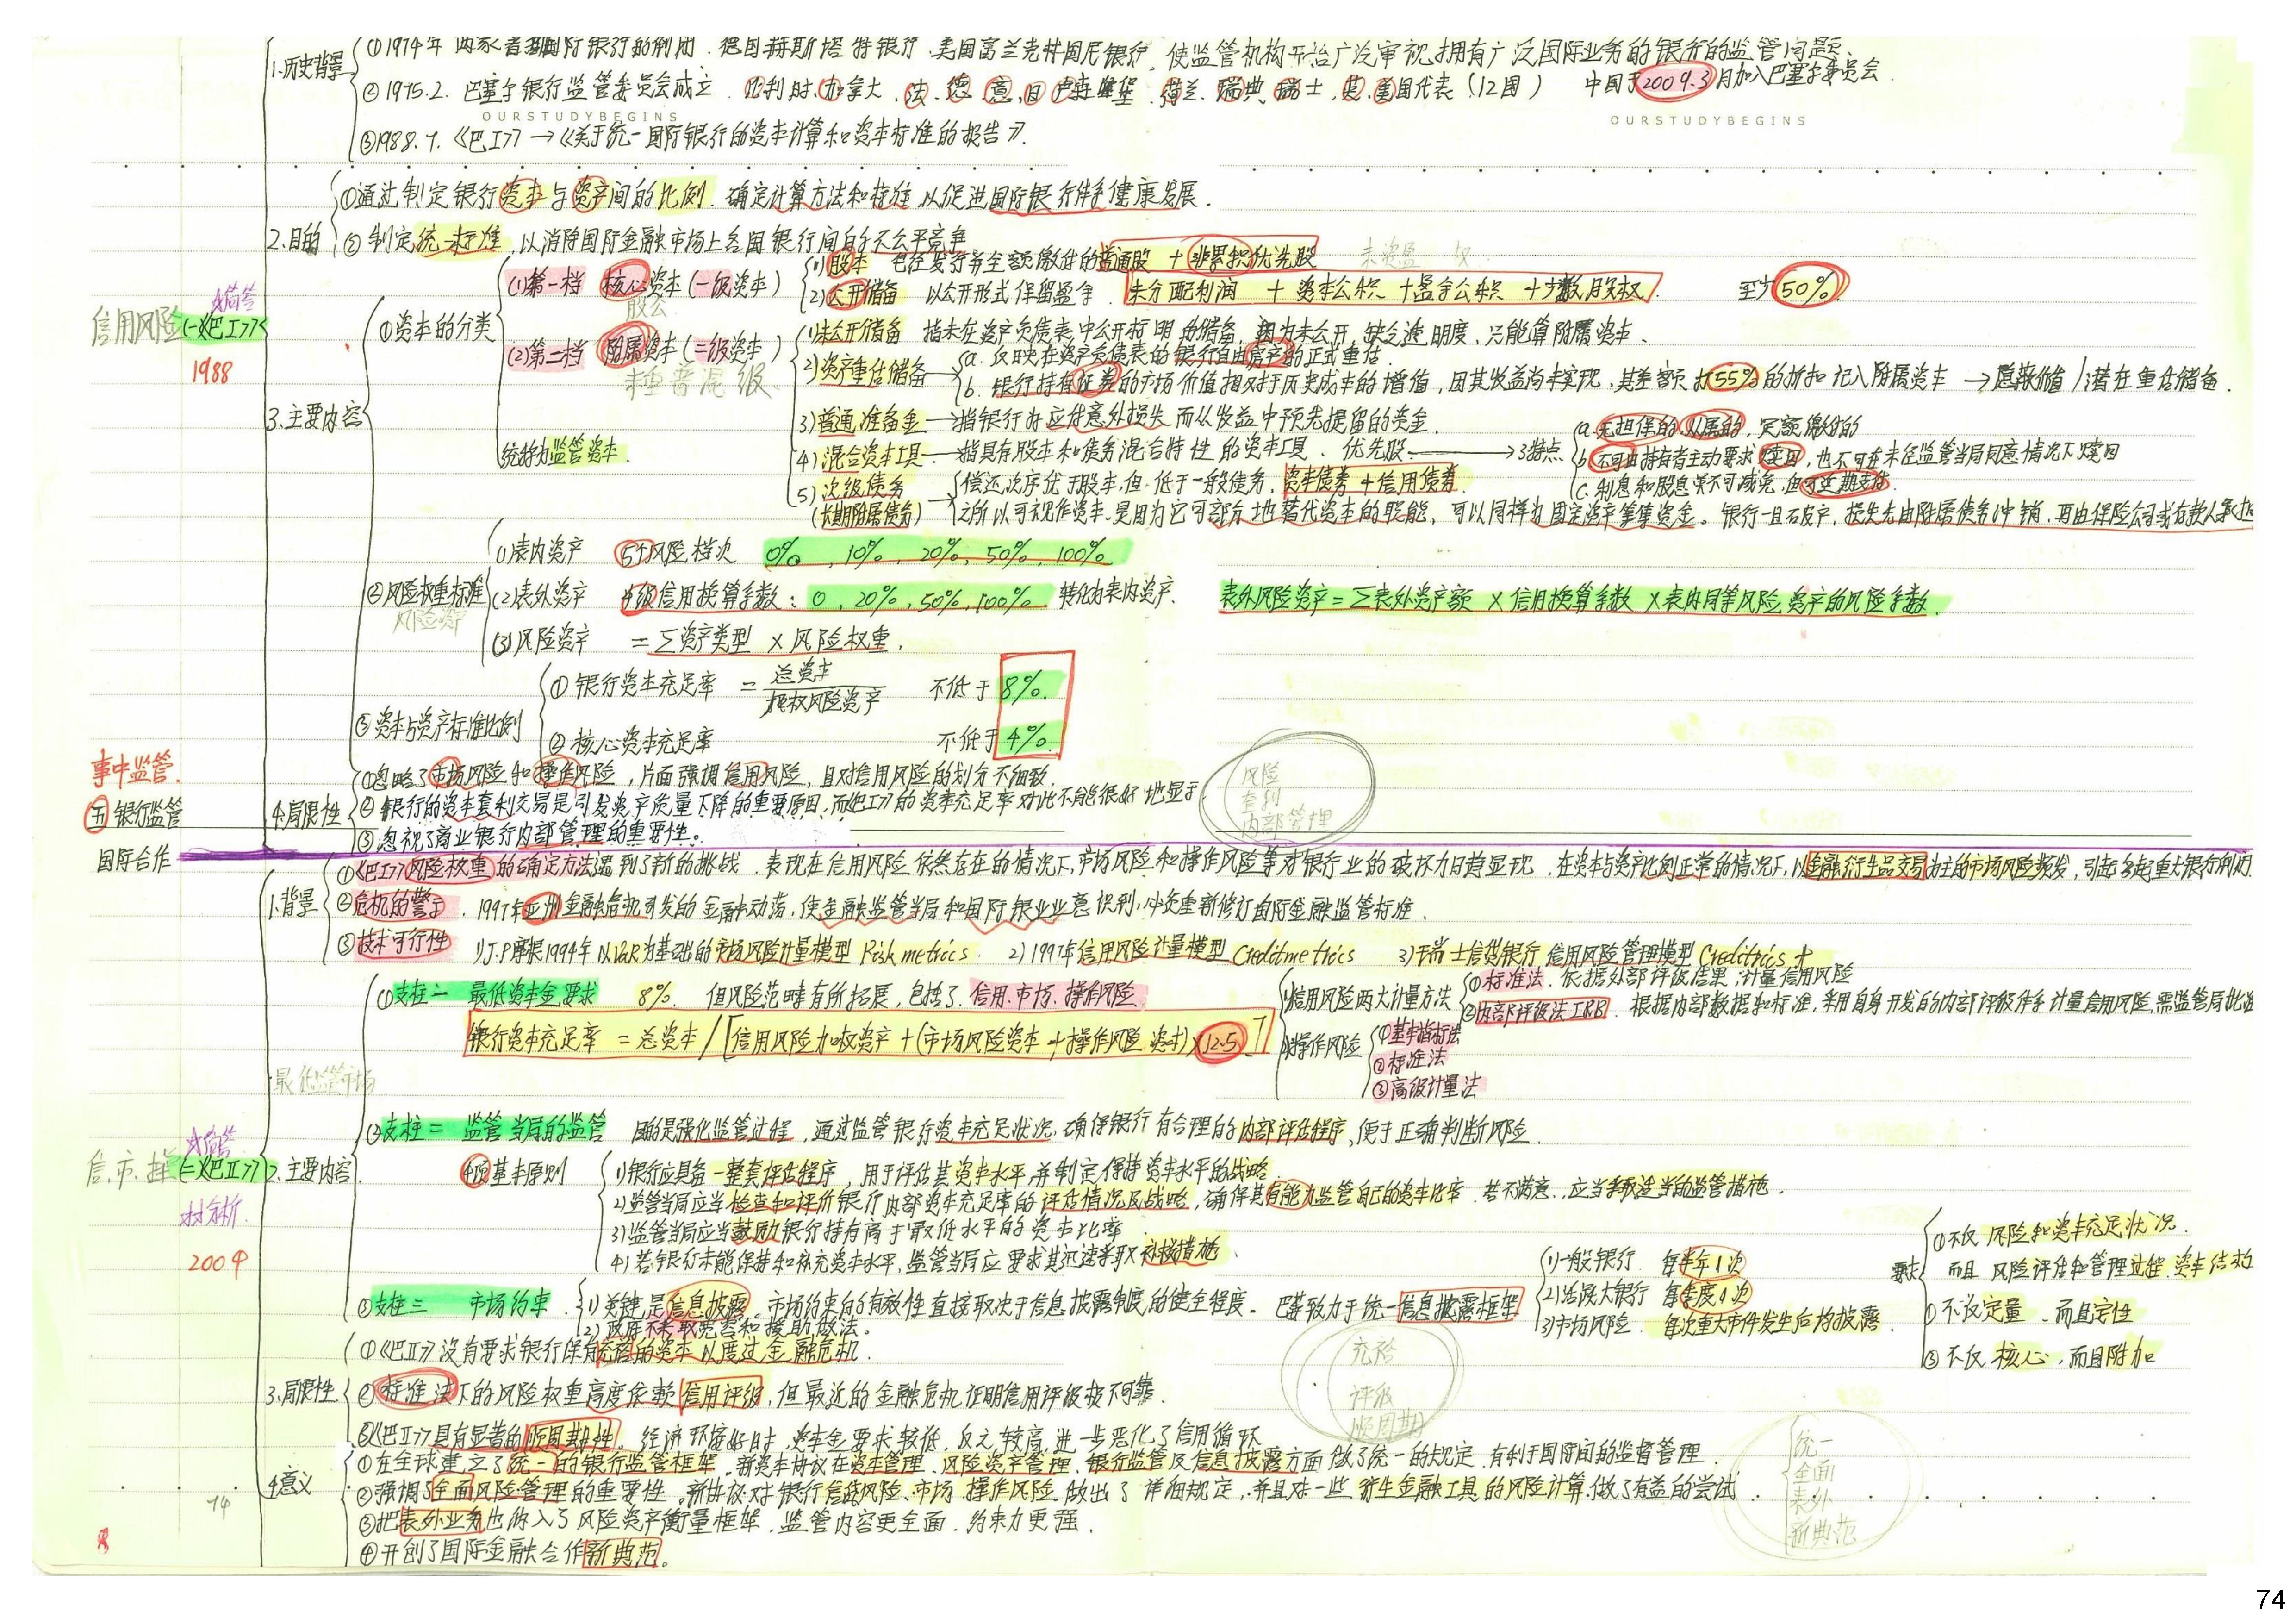 1.历史背景
①1974年 两家著名国际银行的倒闭. 德国赫斯塔特银行.美国富兰克林国民银行. 使监管机构开始广泛审视拥有广泛国际业务的银行的监管问题.
②1975.2. 巴塞尔银行监管委员会成立. 比利时.加拿大.法.德.意.日.卢森堡.荷兰.瑞典.瑞士,英.美国代表(12国) 中国于2009.3月加入巴塞尔委员会.
OURSTUDYBEGINS
OURSTUDYBEGINS
③1988.7.《巴I》→《关于统一国际银行的资本计算和资本标准的报告》.
①通过制定银行资本与资产间的比例. 确定计算方法和标准 以促进国际银行体系健康发展.
2.目的
②制定统一标准, 以消除国际金融市场上各国银行间的不公平竞争
信用风险
简答
(一)《巴I》
1988
3.主要内容
①资本的分类
(1)第一档 核心资本(一级资本)
股公
1)股本 已经发行并全额缴付的普通股 + 非累积优先股
2)公开储备 以公开形式保留盈余 未分配利润 + 资本公积 +盈余公积 +少数股权. 至少50%.
(2)第二档 附属资本(二级资本)
未重普混级
1)未公开储备 指未在资产负债表中公开标明的储备, 因为未公开,缺乏透明度,只能算附属资本.
2)资产重估储备
a. 反映在资产负债表的银行自由房产的正式重估.
b. 银行持有证券的市场价值相对于历史成本的增值, 因其收益尚未实现, 其差额打55%的折扣 记入附属资本 →隐蔽价值/潜在重估储备.
3)普通准备金→指银行为应付意外损失而从收益中预先提留的资金.
4)混合资本工具→指具有股本和债务混合特性的资本工具. 优先股→3特点
a.无担保的.从属的. 足额缴付的
b.不可由持有者主动要求赎回, 也不可在未经监管当局同意情况下赎回
c.利息和股息 不可减免,但可延期支付.
统称为监管资本.
5)次级债务
(长期附属债务)
偿还次序优于股本.但低于一般债务. 资本债券+信用债券.
之所以可视作资本.是因为它可部分地替代资本的职能, 可以同样为固定资产筹集资金。银行一旦破产, 损失先由附属债务冲销, 再由保险公司或存款人承担
②风险权重标准
(1)表内资产 5个风险档次 0%, 10%, 20%, 50%, 100%
(2)表外资产 4级信用换算系数: 0, 20%, 50%, 100% 转化为表内资产. 表外风险资产=Σ表外资产额 ×信用换算系数 ×表内同等风险资产的风险系数.
(3)风险资产 =Σ资产类型 ×风险权重.
③资本与资产标准比例
①银行资本充足率 = 总资本/加权风险资产 不低于8%.
②核心资本充足率 不低于4%.
事中监管.
(五)银行监管
国际合作
4.局限性
①忽略了市场风险和操作风险, 片面强调信用风险, 且对信用风险的划分不细致.
②银行的资本套利交易是引发资产质量下降的重要原因,而《巴I》的资本充足率对此不能很好地显示
③忽视了商业银行内部管理的重要性。
风险
套利
内部管理
1.背景
①《巴I》风险权重的确定方法遇到了新的挑战. 表现在信用风险依然存在的情况下,市场风险和操作风险等对银行业的破坏力日益显现. 在资本与资产比例正常的情况下,以金融衍生品交易为主的市场风险频发, 引起多起重大银行倒闭
②危机的警示. 1997年亚洲金融危机引发的金融动荡, 使金融监管当局和国际银行业意识到,必须重新修订国际金融监管标准.
③技术可行性 1)J.P摩根1994年以VaR为基础的市场风险计量模型 Riskmetrics. 2)1997年信用风险计量模型 Creditmetrics 3)瑞士信贷银行 信用风险管理模型 Creditrics+
①支柱一 最低资本金要求 8%. 但风险范畴有所拓展, 包括了信用.市场.操作风险
银行资本充足率 =总资本/[信用风险加权资产+(市场风险资本+操作风险资本)×12.5]
1)信用风险两大计量方法
①标准法. 依据外部评级结果,计量信用风险
②内部评级法IRB. 根据内部数据和标准, 采用自身开发的内部评级体系计量信用风险,需监管局批准
2)操作风险
①基本指标法
②标准法
③高级计量法
最低监管市场
信.市.操
简答
(二)《巴II》
材分析.
2004
2.主要内容
②支柱二 监管当局的监管 目的是强化监管过程, 通过监管银行资本充足状况,确保银行有合理的内部评估程序,便于正确判断风险.
4项基本原则
1)银行应具备一整套评估程序, 用于评估其资本水平,并制定保持资本水平的战略.
2)监管当局应当检查和评价银行内部资本充足率的评估情况及战略, 确保其有能力监管自己的资本比率. 若不满意,应当采取适当的监管措施.
3)监管当局应当鼓励银行持有高于最低水平的资本比率
4)若银行未能保持和补充资本水平, 监管当局应要求其迅速采取补救措施.
③支柱三 市场约束.
1)关键是信息披露. 市场约束的有效性直接取决于信息披露制度的健全程度. 巴塞致力于统一信息披露框架
2)政府不采取宽容和援助做法。
1)一般银行 每半年1次
2)活跃大银行 每季度1次
3)市场风险. 每次重大事件发生后均披露.
要求
①不仅 风险和资本充足状况.
而且 风险评估和管理过程.资本结构
②不仅定量. 而且定性
③不仅核心, 而且附加
3.局限性
①《巴II》没有要求银行保有充裕的资本以度过金融危机.
②标准法下的风险权重高度依赖信用评级, 但最近的金融危机证明信用评级极不可靠.
③《巴II》具有显著的顺周期性. 经济环境好时, 资本金要求较低, 反之较高.进一步恶化了信用循环.
充裕
评级
顺周期
4.意义
①在全球建立了统一的银行监管框架. 新资本协议在资本管理、风险资产管理、银行监管及信息披露方面做了统一的规定,有利于国际间的监督管理.
②强调了全面风险管理的重要性. 新协议对银行信贷风险、市场、操作风险做出了详细规定,并且对一些衍生金融工具的风险计算做了有益的尝试
③把表外业务也纳入了风险资产衡量框架. 监管内容更全面. 约束力更强.
④开创了国际金融合作新典范。
统一
全面
表外
新典范
74
74